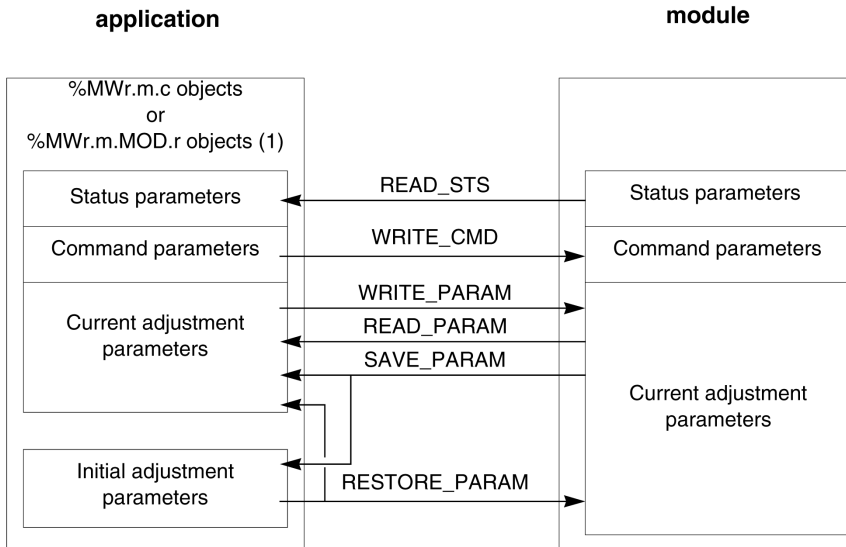 application
module
%MWr.m.c objects
or
%MWr.m.MOD.r objects (1)
Status parameters
READ_STS
Status parameters
Command parameters
WRITE_CMD
Command parameters
WRITE_PARAM
Current adjustment
parameters
READ_PARAM
SAVE_PARAM
Current adjustment
parameters
Initial adjustment
parameters
RESTORE_PARAM